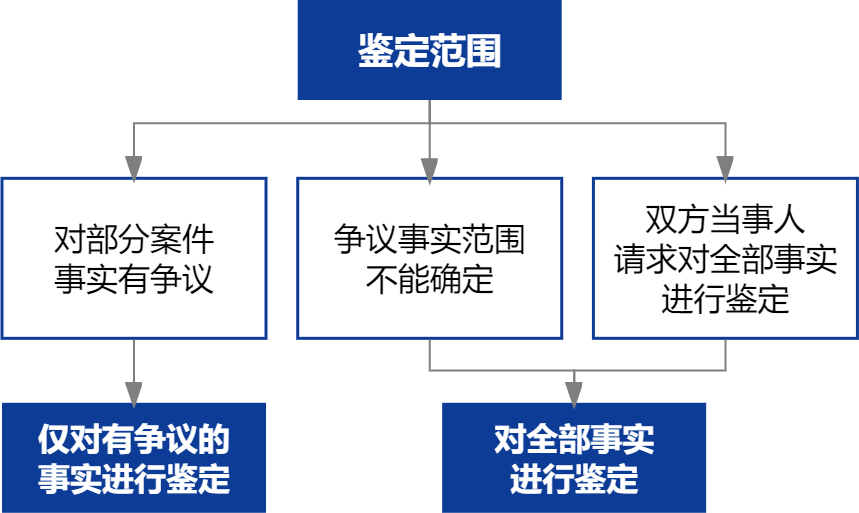 鉴定范围
对部分案件
事实有争议
争议事实范围
不能确定
双方当事人
请求对全部事实
进行鉴定
仅对有争议的
事实进行鉴定
对全部事实
进行鉴定